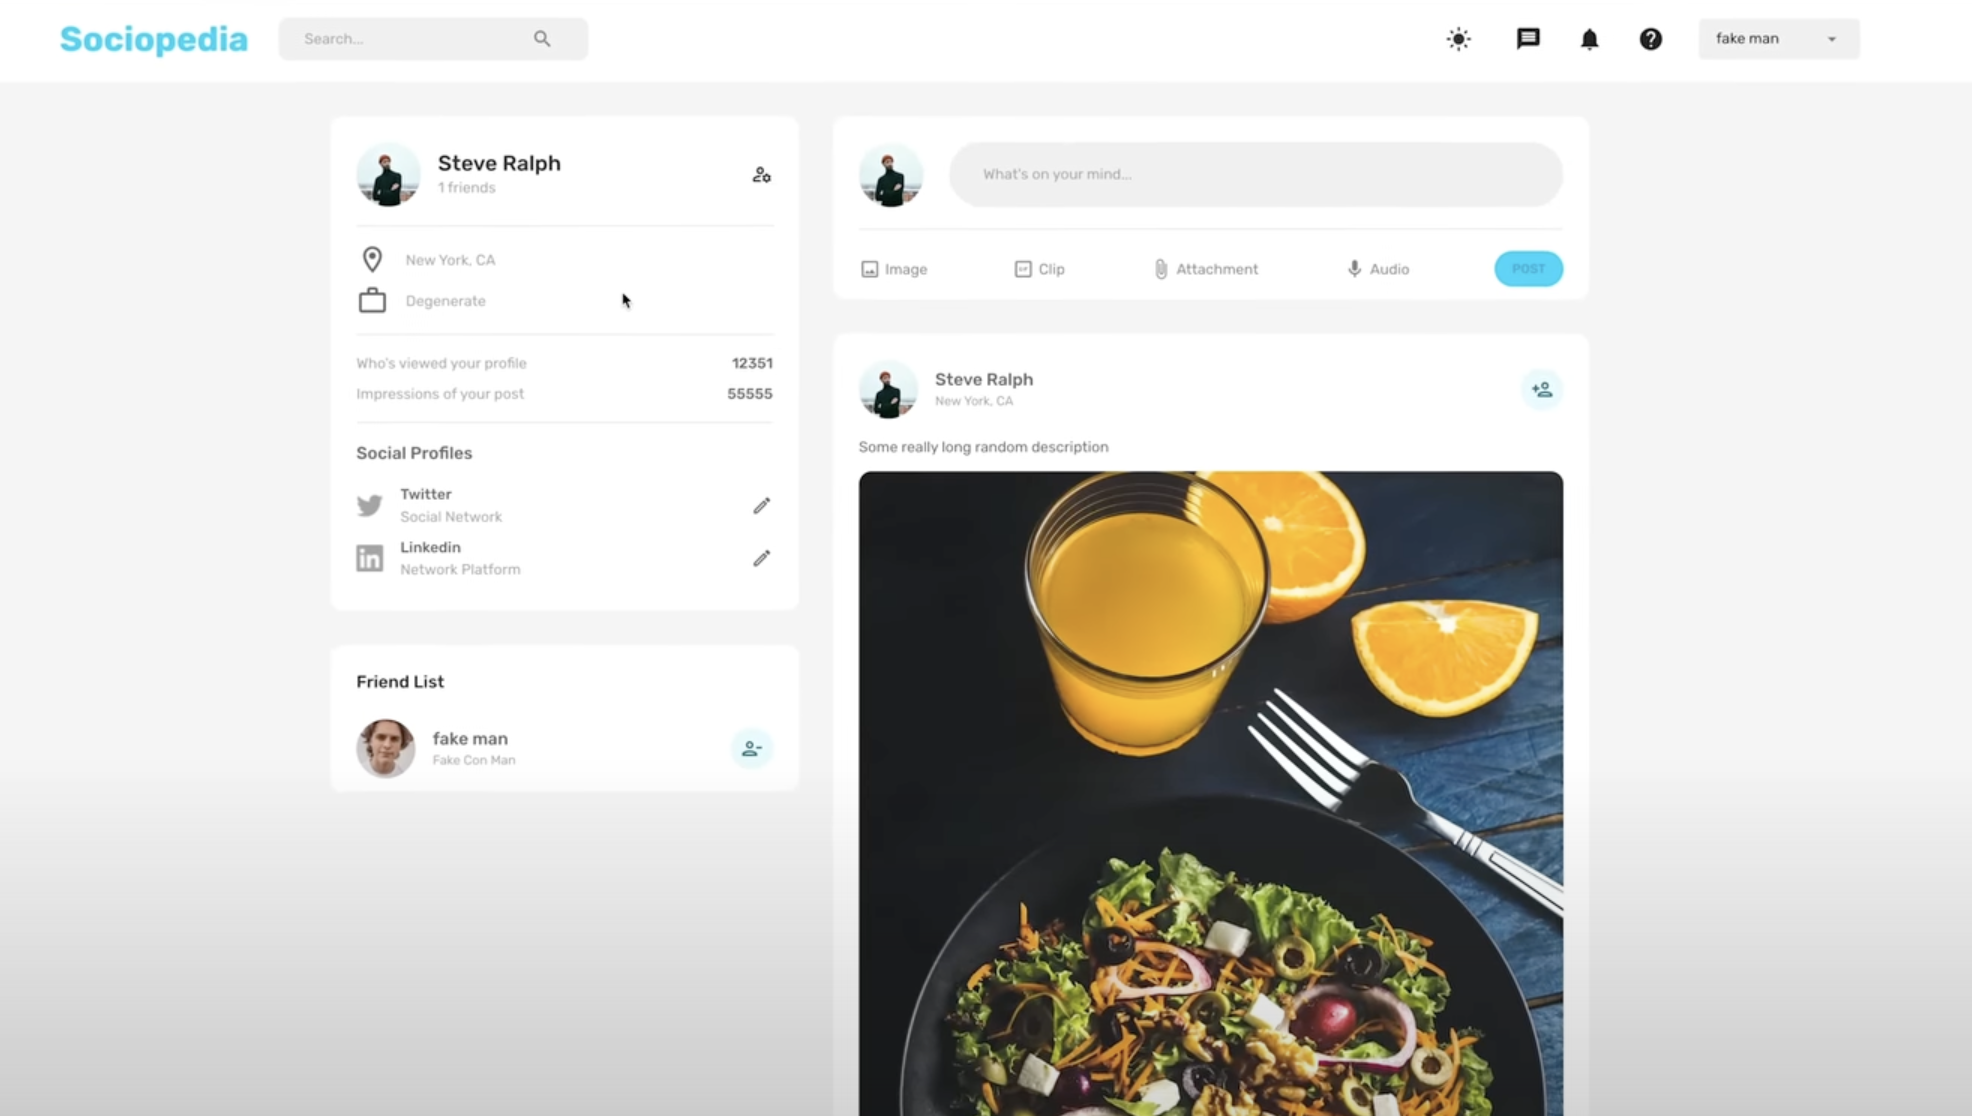 Sociopedia
Search...
fake man
Steve Ralph
1 friends
New York, CA
Degenerate
Who's viewed your profile 12351
Impressions of your post 55555
Social Profiles
Twitter
Social Network
Linkedin
Network Platform
Friend List
fake man
Fake Con Man
What's on your mind...
Image Clip Attachment Audio POST
Steve Ralph
New York, CA
Some really long random description